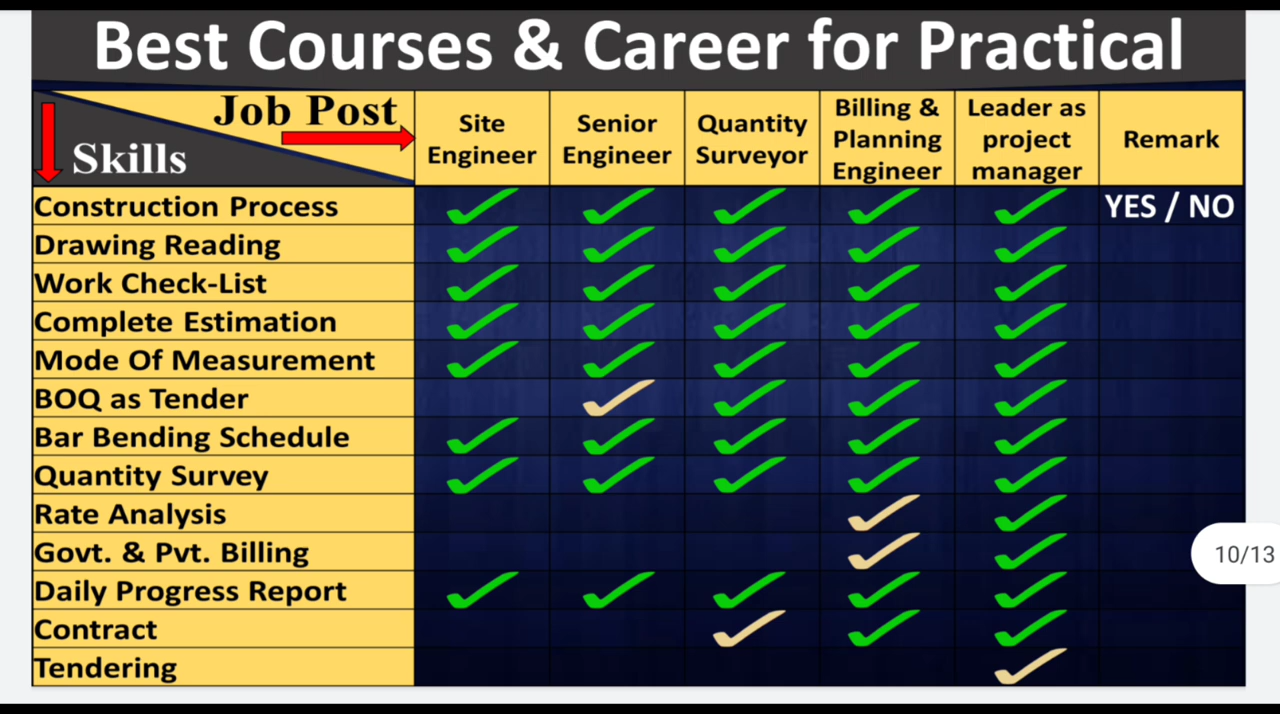 Best Courses & Career for Practical
Job Post
Skills
Site
Engineer
Senior
Engineer
Quantity
Surveyor
Billing &
Planning
Engineer
Leader as
project
manager
Remark
Construction Process
YES / NO
Drawing Reading
Work Check-List
Complete Estimation
Mode Of Measurement
BOQ as Tender
Bar Bending Schedule
Quantity Survey
Rate Analysis
Govt. & Pvt. Billing
10/13
Daily Progress Report
Contract
Tendering